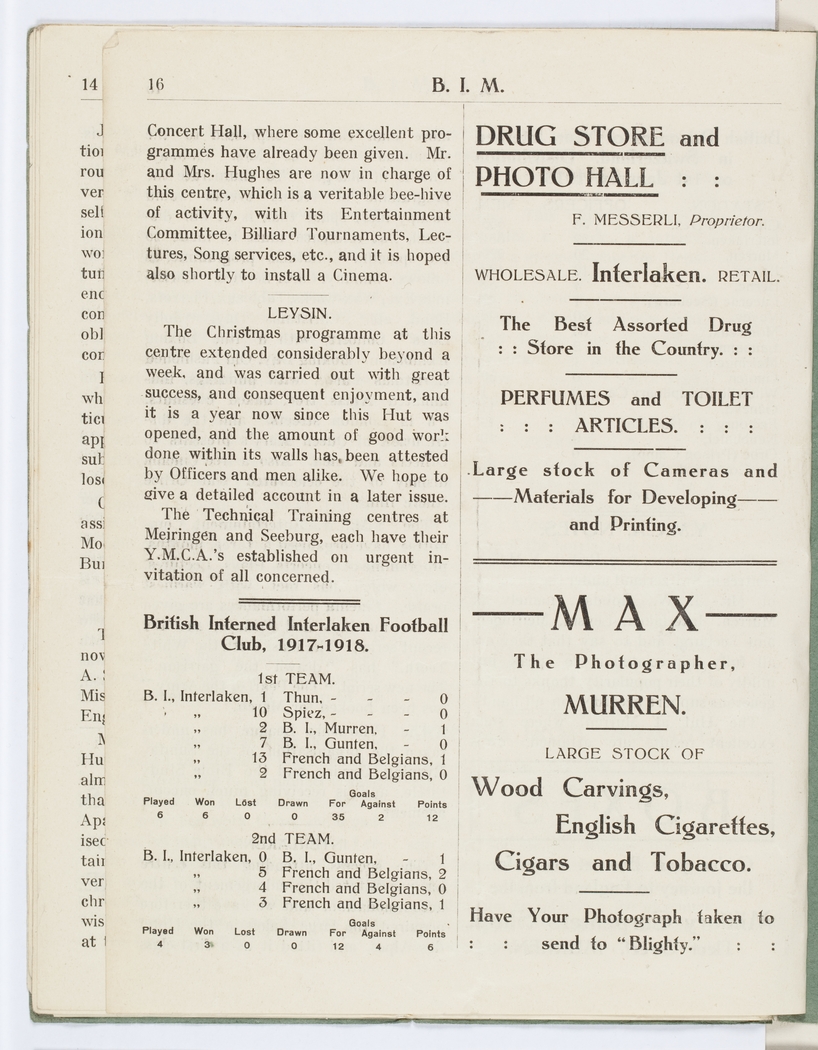 14
16
B. I. M.
Concert Hall, where some excellent pro-
grammes have already been given. Mr.
and Mrs. Hughes are now in charge of
this centre, which is a veritable bee-hive
of activity, with its Entertainment
Committee, Billiard Tournaments, Lec-
tures, Song services, etc., and it is hoped
also shortly to install a Cinema.
LEYSIN.
The Christmas programme at this
centre extended considerably beyond a
week, and was carried out with great
success, and consequent enjoyment, and
it is a year now since this Hut was
opened, and the amount of good work
done within its walls has been attested
by Officers and men alike. We hope to
give a detailed account in a later issue.
The Technical Training centres at
Meiringen and Seeburg, each have their
Y.M.C.A.'s established on urgent in-
vitation of all concerned.
British Interned Interlaken Football
Club, 1917-1918.
1st TEAM.
B. I., Interlaken, 1 Thun, - - - 0
„ 10 Spiez, - - - 0
„ 2 B. I., Murren, - 1
„ 7 B. I., Gunten, - 0
„ 13 French and Belgians, 1
„ 2 French and Belgians, 0
Goals
Played Won Lost Drawn For Against Points
6 6 0 0 35 2 12
2nd TEAM.
B. I., Interlaken, 0 B. I., Gunten, - 1
„ 5 French and Belgians, 2
„ 4 French and Belgians, 0
„ 3 French and Belgians, 1
Goals
Played Won Lost Drawn For Against Points
4 3 0 0 12 4 6
DRUG STORE and
PHOTO HALL : :
F. MESSERLI, Proprietor.
WHOLESALE. Interlaken. RETAIL.
The Best Assorted Drug
: : Store in the Country. : :
PERFUMES and TOILET
: : : ARTICLES. : : :
Large stock of Cameras and
——Materials for Developing——
and Printing.
——M A X——
The Photographer,
MURREN.
LARGE STOCK OF
Wood Carvings,
English Cigarettes,
Cigars and Tobacco.
Have Your Photograph taken to
: : send to "Blighty." : :